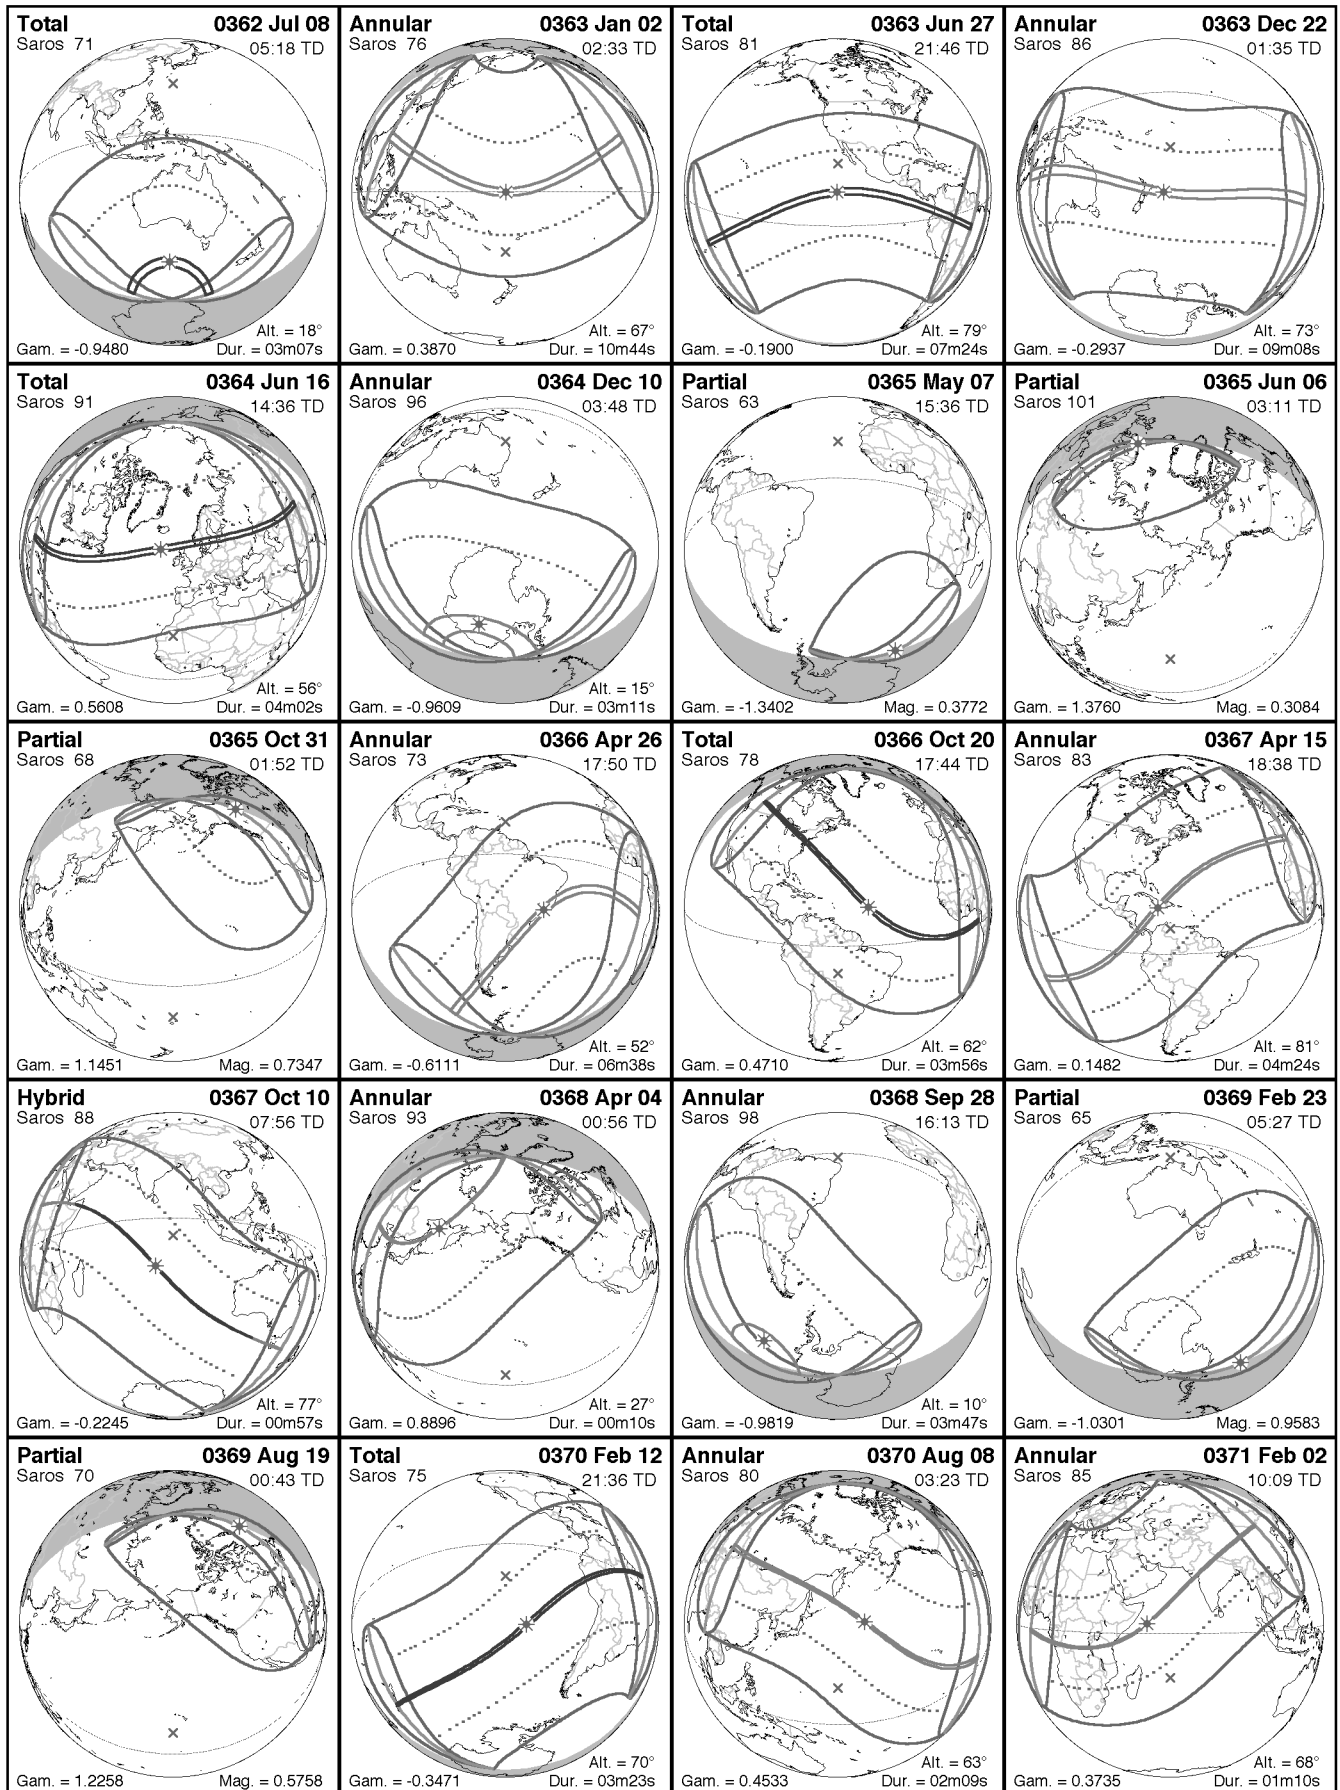 Total 0362 Jul 08
Saros 71 05:18 TD
Alt. = 18°
Gam. = -0.9480 Dur. = 03m07s
Annular 0363 Jan 02
Saros 76 02:33 TD
Alt. = 67°
Gam. = 0.3870 Dur. = 10m44s
Total 0363 Jun 27
Saros 81 21:46 TD
Alt. = 79°
Gam. = -0.1900 Dur. = 07m24s
Annular 0363 Dec 22
Saros 86 01:35 TD
Alt. = 73°
Gam. = -0.2937 Dur. = 09m08s
Total 0364 Jun 16
Saros 91 14:36 TD
Alt. = 56°
Gam. = 0.5608 Dur. = 04m02s
Annular 0364 Dec 10
Saros 96 03:48 TD
Alt. = 15°
Gam. = -0.9609 Dur. = 03m11s
Partial 0365 May 07
Saros 63 15:36 TD
Gam. = -1.3402 Mag. = 0.3772
Partial 0365 Jun 06
Saros 101 03:11 TD
Gam. = 1.3760 Mag. = 0.3084
Partial 0365 Oct 31
Saros 68 01:52 TD
Gam. = 1.1451 Mag. = 0.7347
Annular 0366 Apr 26
Saros 73 17:50 TD
Alt. = 52°
Gam. = -0.6111 Dur. = 06m38s
Total 0366 Oct 20
Saros 78 17:44 TD
Alt. = 62°
Gam. = 0.4710 Dur. = 03m56s
Annular 0367 Apr 15
Saros 83 18:38 TD
Alt. = 81°
Gam. = 0.1482 Dur. = 04m24s
Hybrid 0367 Oct 10
Saros 88 07:56 TD
Alt. = 77°
Gam. = -0.2245 Dur. = 00m57s
Annular 0368 Apr 04
Saros 93 00:56 TD
Alt. = 27°
Gam. = 0.8896 Dur. = 00m10s
Annular 0368 Sep 28
Saros 98 16:13 TD
Alt. = 10°
Gam. = -0.9819 Dur. = 03m47s
Partial 0369 Feb 23
Saros 65 05:27 TD
Gam. = -1.0301 Mag. = 0.9583
Partial 0369 Aug 19
Saros 70 00:43 TD
Gam. = 1.2258 Mag. = 0.5758
Total 0370 Feb 12
Saros 75 21:36 TD
Alt. = 70°
Gam. = -0.3471 Dur. = 03m23s
Annular 0370 Aug 08
Saros 80 03:23 TD
Alt. = 63°
Gam. = 0.4533 Dur. = 02m09s
Annular 0371 Feb 02
Saros 85 10:09 TD
Alt. = 68°
Gam. = 0.3735 Dur. = 01m10s